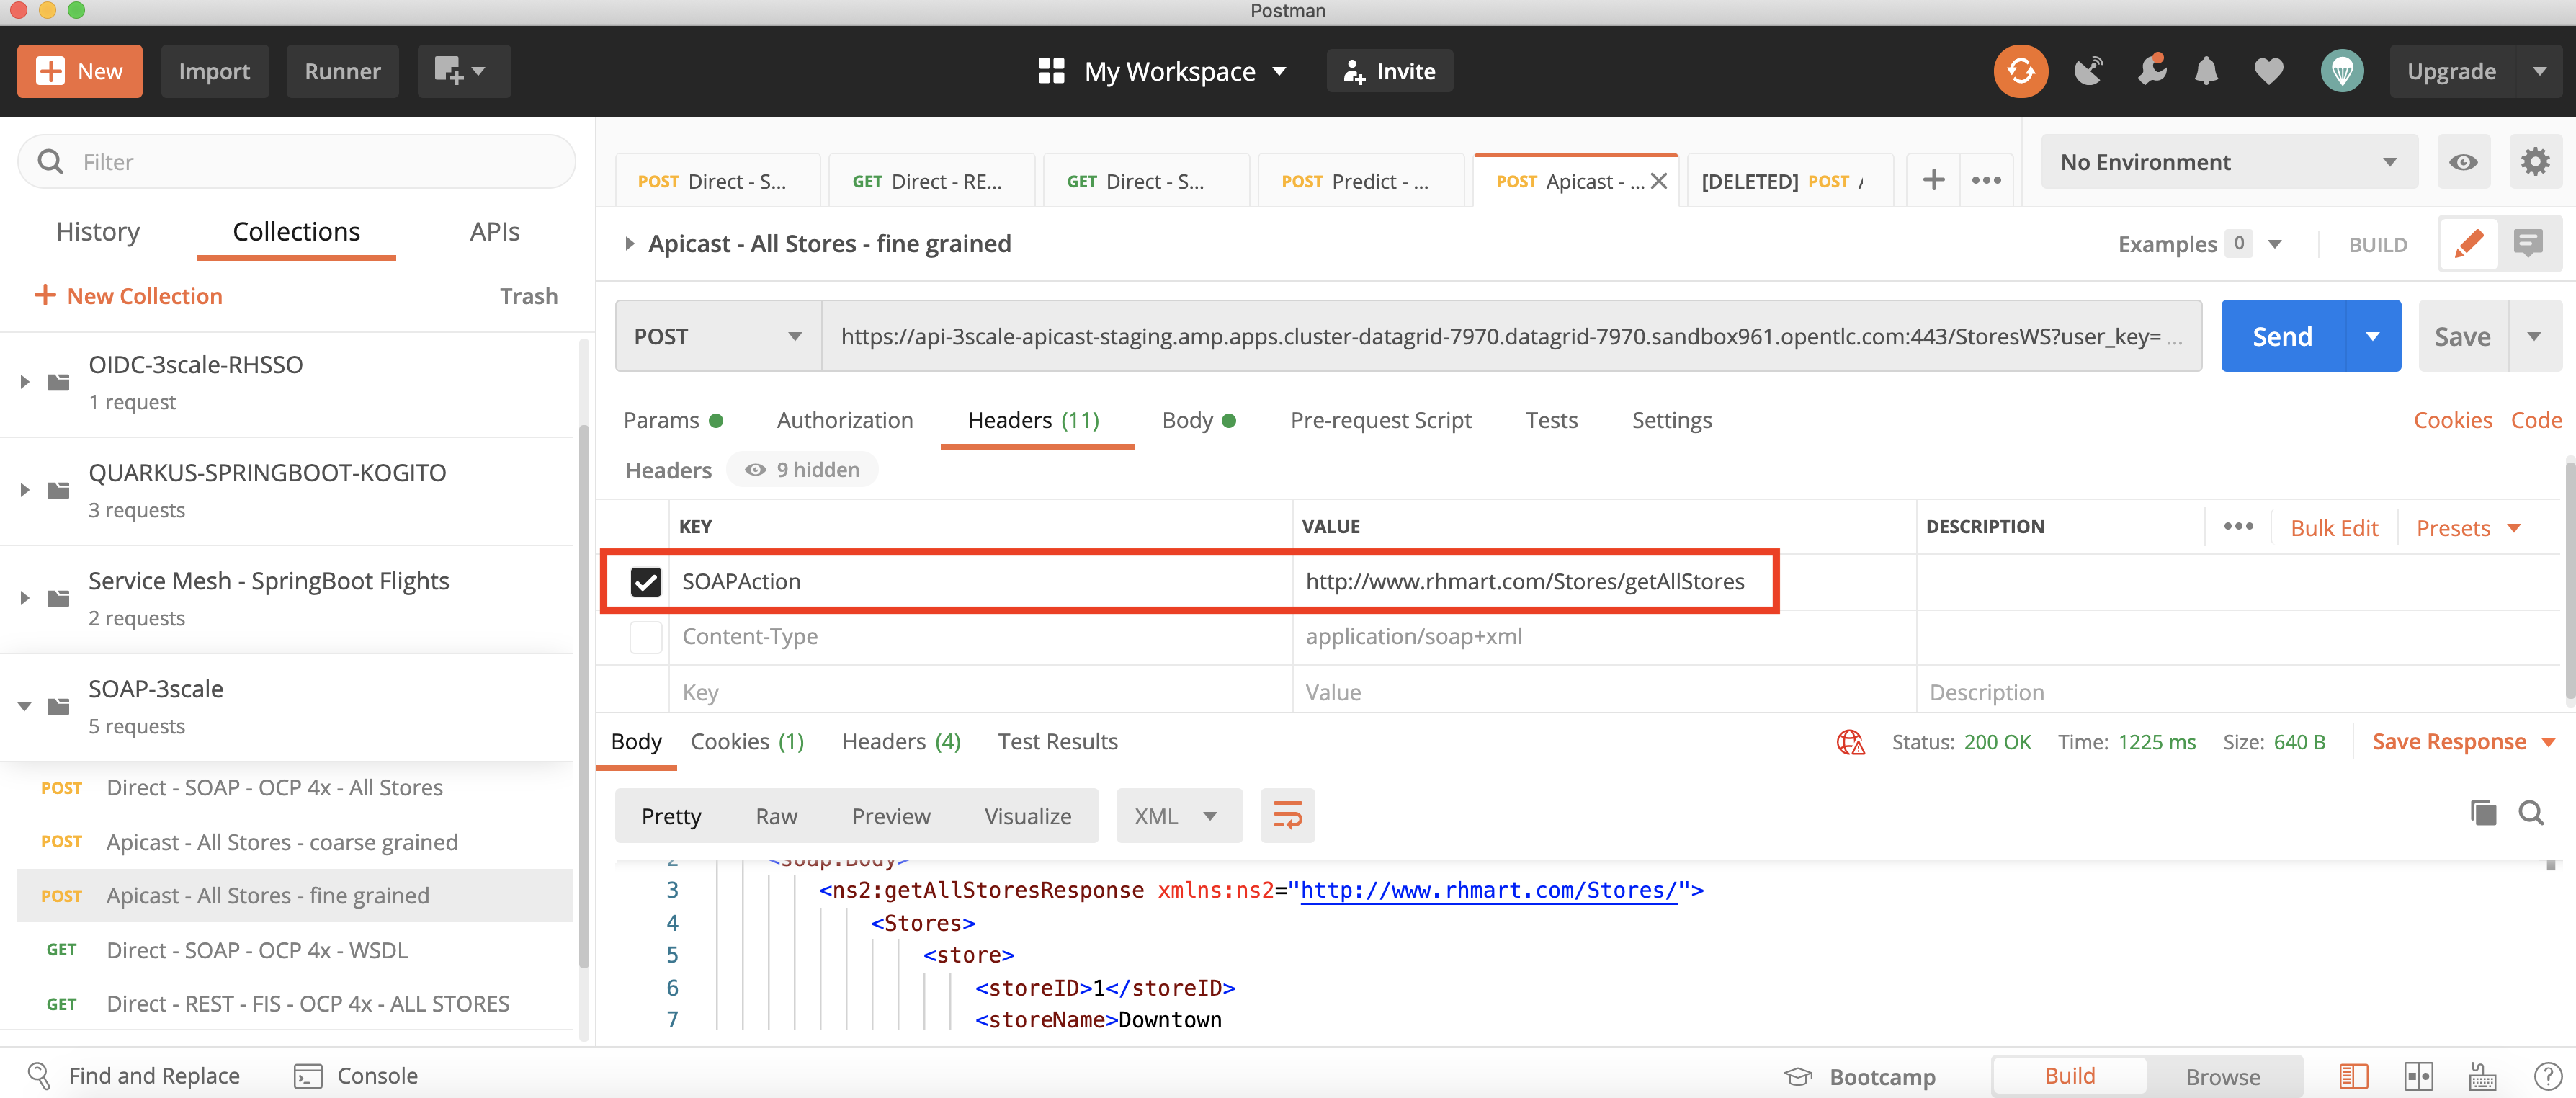 Postman
New
Import
Runner
My Workspace
Invite
Upgrade
Filter
History
Collections
APIs
New Collection
Trash
OIDC-3scale-RHSSO
1 request
QUARKUS-SPRINGBOOT-KOGITO
3 requests
Service Mesh - SpringBoot Flights
2 requests
SOAP-3scale
5 requests
POST Direct - SOAP - OCP 4x - All Stores
POST Apicast - All Stores - coarse grained
POST Apicast - All Stores - fine grained
GET Direct - SOAP - OCP 4x - WSDL
GET Direct - REST - FIS - OCP 4x - ALL STORES
POST Direct - S...
GET Direct - RE...
GET Direct - S...
POST Predict - ...
POST Apicast - ...
[DELETED] POST
No Environment
Apicast - All Stores - fine grained
Examples 0
BUILD
POST
https://api-3scale-apicast-staging.amp.apps.cluster-datagrid-7970.datagrid-7970.sandbox961.opentlc.com:443/StoresWS?user_key= ...
Send
Save
Params
Authorization
Headers (11)
Body
Pre-request Script
Tests
Settings
Cookies
Code
Headers
9 hidden
KEY
VALUE
DESCRIPTION
Bulk Edit
Presets
SOAPAction
http://www.rhmart.com/Stores/getAllStores
Content-Type
application/soap+xml
Key
Value
Description
Body
Cookies (1)
Headers (4)
Test Results
Status: 200 OK
Time: 1225 ms
Size: 640 B
Save Response
Pretty
Raw
Preview
Visualize
XML
2 <soap:Body>
3 <ns2:getAllStoresResponse xmlns:ns2="http://www.rhmart.com/Stores/">
4 <Stores>
5 <store>
6 <storeID>1</storeID>
7 <storeName>Downtown
Find and Replace
Console
Bootcamp
Build
Browse